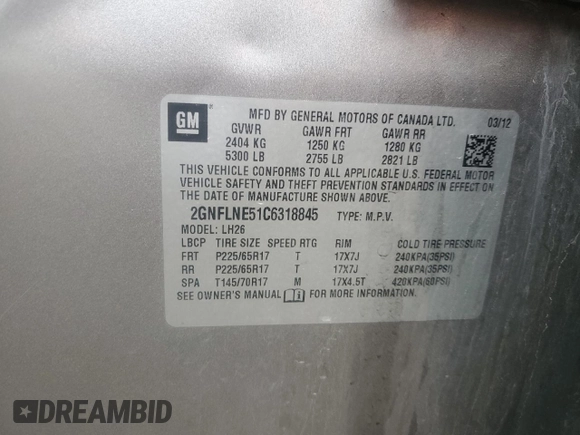 GM
®
MFD BY GENERAL MOTORS OF CANADA LTD.
03/12
GVWR GAWR FRT GAWR RR
2404 KG 1250 KG 1280 KG
5300 LB 2755 LB 2821 LB
THIS VEHICLE CONFORMS TO ALL APPLICABLE U.S. FEDERAL MOTOR
VEHICLE SAFETY AND THEFT PREVENTION STANDARDS IN EFFECT ON
THE DATE OF MANUFACTURE SHOWN ABOVE.
2GNFLNE51C6318845 TYPE: M.P.V.
MODEL: LH26
LBCP TIRE SIZE SPEED RTG RIM COLD TIRE PRESSURE
FRT P225/65R17 T 17X7J 240KPA(35PSI)
RR P225/65R17 T 17X7J 240KPA(35PSI)
SPA T145/70R17 M 17X4.5T 420KPA(60PSI)
SEE OWNER'S MANUAL FOR MORE INFORMATION.
DREAMBID